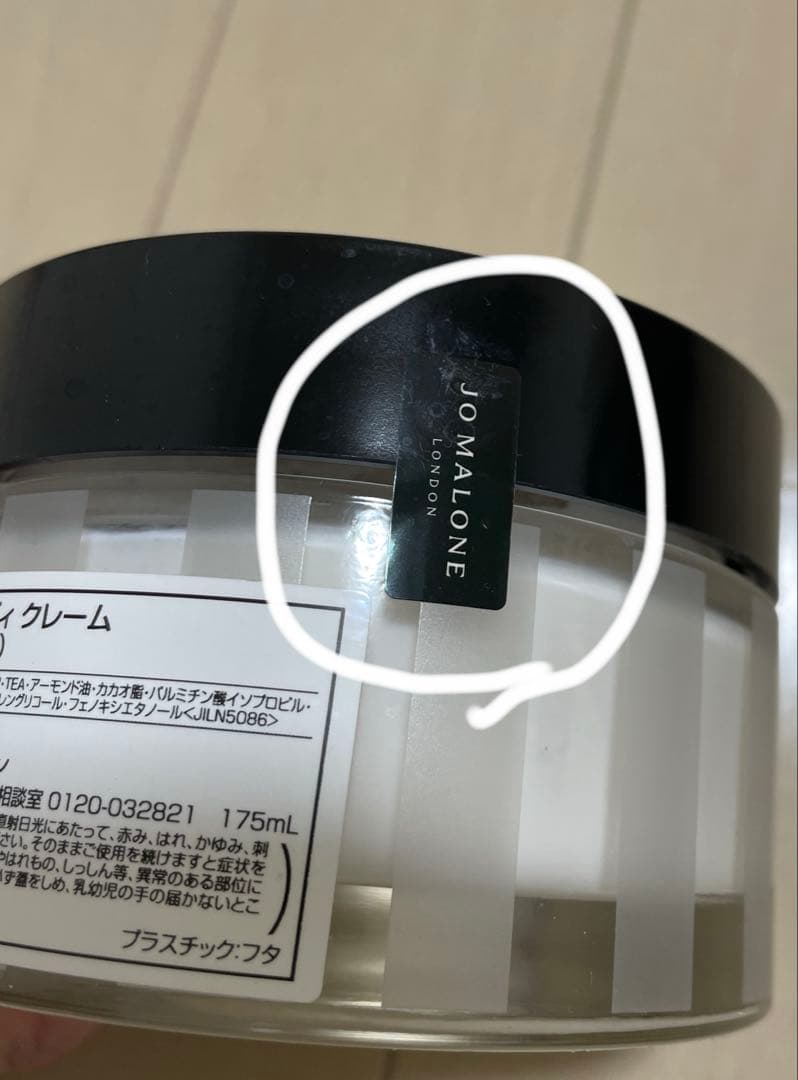 JO MALONE
LONDON
ディ クレーム
)
・TEA・アーモンド油・カカオ脂・パルミチン酸イソプロピル・
レングリコール・フェノキシエタノール<JILN5086>
ン
相談室 0120-032821 175mL
直射日光にあたって、赤み、はれ、かゆみ、刺
さい。そのままご使用を続けますと症状を
やはれもの、しっしん等、異常のある部位に
必ず蓋をしめ、乳幼児の手の届かないとこ
プラスチック:フタ